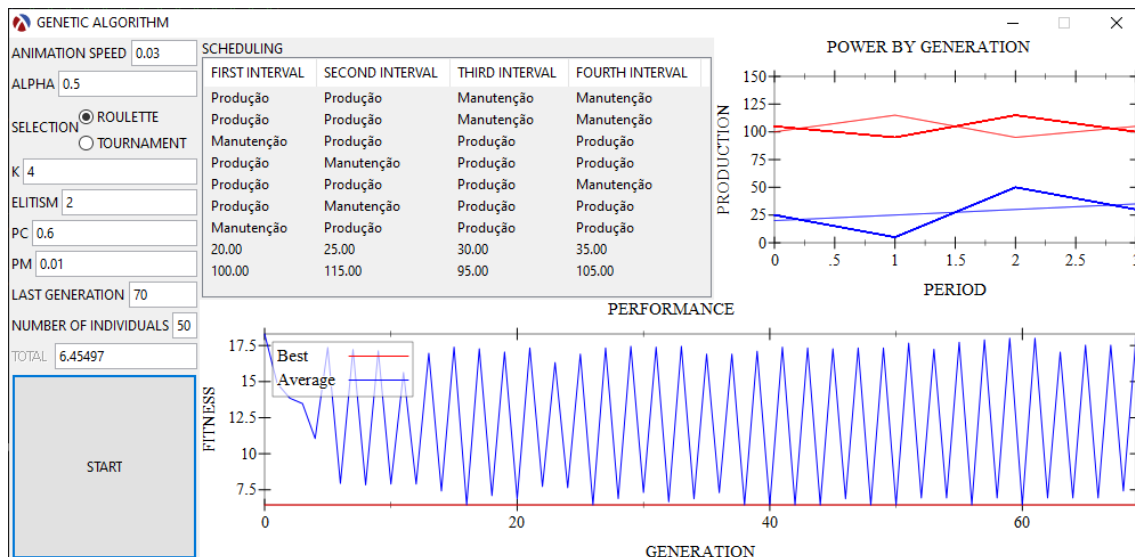 GENETIC ALGORITHM
ANIMATION SPEED 0.03
ALPHA 0.5
SELECTION
ROULETTE
TOURNAMENT
K 4
ELITISM 2
PC 0.6
PM 0.01
LAST GENERATION 70
NUMBER OF INDIVIDUALS 50
TOTAL 6.45497
START
SCHEDULING
FIRST INTERVAL SECOND INTERVAL THIRD INTERVAL FOURTH INTERVAL
Produção Produção Manutenção Manutenção
Produção Produção Manutenção Manutenção
Manutenção Produção Produção Produção
Produção Manutenção Produção Produção
Produção Produção Produção Manutenção
Produção Manutenção Produção Produção
Manutenção Produção Produção Produção
20.00 25.00 30.00 35.00
100.00 115.00 95.00 105.00
POWER BY GENERATION
PRODUCTION
150
125
100
75
50
25
0
0 .5 1 1.5 2 2.5 3
PERIOD
PERFORMANCE
FITNESS
17.5
15
12.5
10
7.5
Best
Average
0 20 40 60
GENERATION